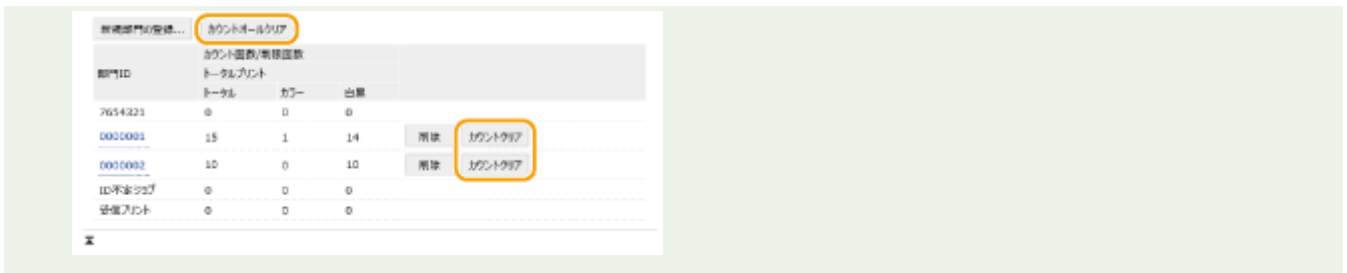 新規部門の登録... カウントオールクリア
カウント面数/制限面数
部門ID トータルプリント
トータル カラー 白黒
7654321 0 0 0
0000001 15 1 14 削除 カウントクリア
0000002 10 0 10 削除 カウントクリア
ID不定ジョブ 0 0 0
受信プリント 0 0 0